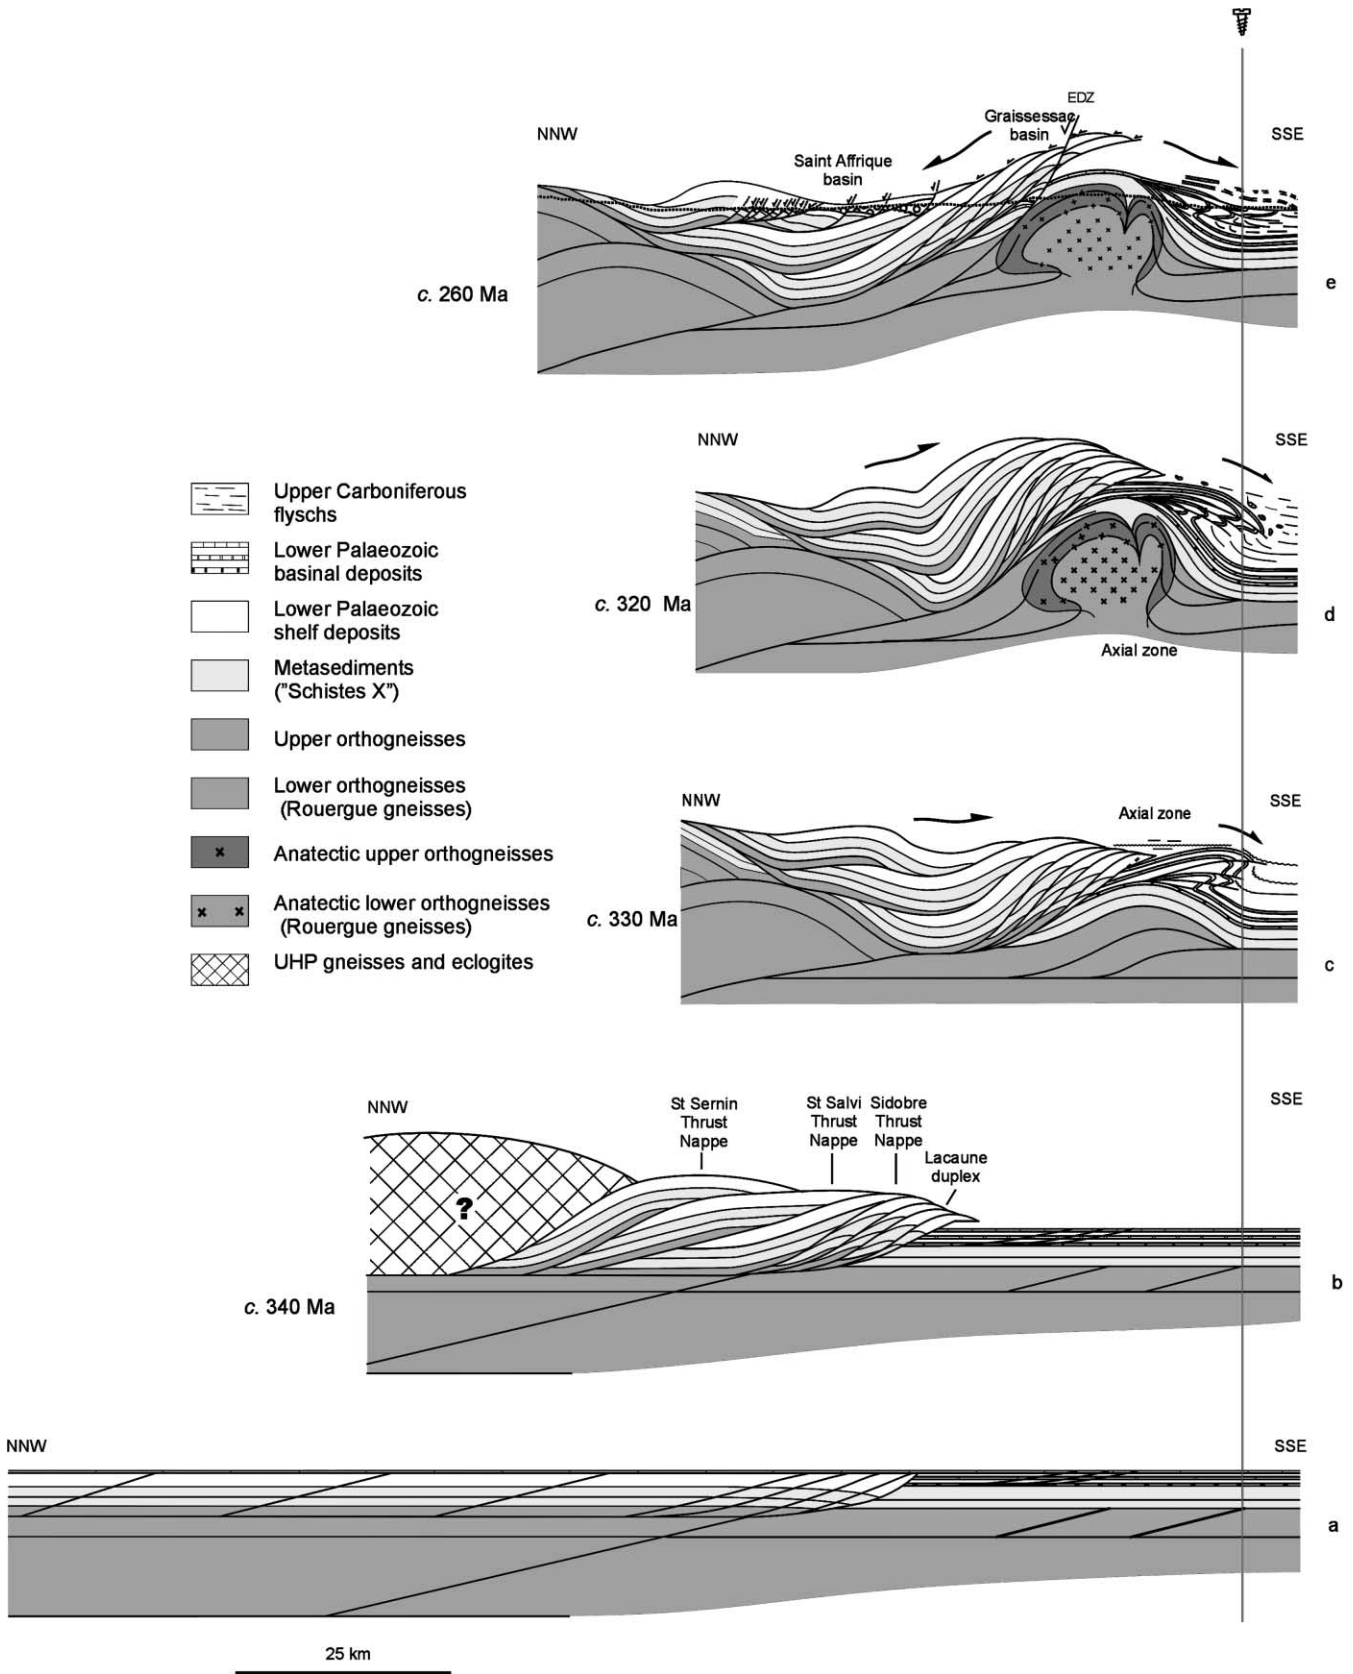 EDZ
Graissessac
basin
NNW
SSE
Saint Affrique
basin
c. 260 Ma
e
NNW
SSE
c. 320 Ma
d
Axial zone
Upper Carboniferous
flyschs
Lower Palaeozoic
basinal deposits
Lower Palaeozoic
shelf deposits
Metasediments
("Schistes X")
Upper orthogneisses
Lower orthogneisses
(Rouergue gneisses)
Anatectic upper orthogneisses
Anatectic lower orthogneisses
(Rouergue gneisses)
UHP gneisses and eclogites
NNW
Axial zone
SSE
c. 330 Ma
c
NNW
SSE
St Sernin
Thrust
Nappe
St Salvi
Thrust
Nappe
Sidobre
Thrust
Nappe
Lacaune
duplex
?
c. 340 Ma
b
NNW
SSE
a
25 km